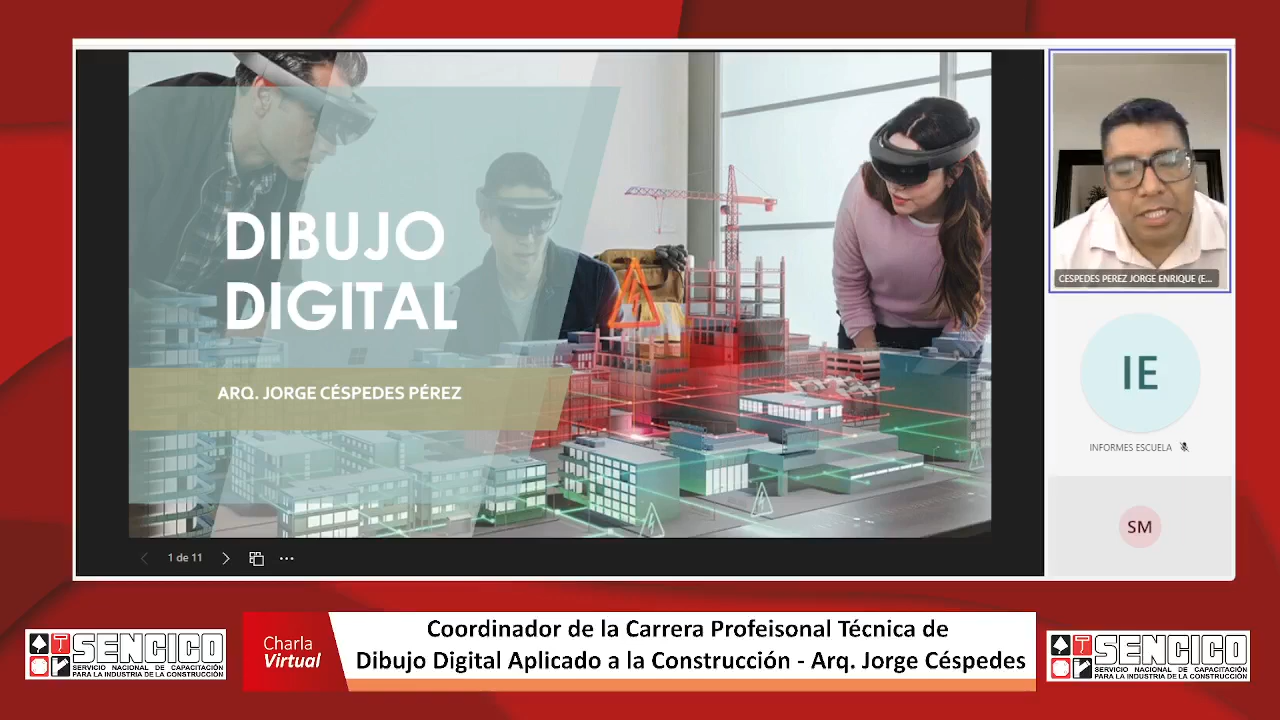 DIBUJO
DIGITAL
ARQ. JORGE CÉSPEDES PÉREZ
1 de 11
CESPEDES PEREZ JORGE ENRIQUE (E...
IE
INFORMES ESCUELA
SM
SENCICO
SERVICIO NACIONAL DE CAPACITACIÓN
PARA LA INDUSTRIA DE LA CONSTRUCCIÓN
Charla
Virtual
Coordinador de la Carrera Profeisonal Técnica de
Dibujo Digital Aplicado a la Construcción - Arq. Jorge Céspedes
SENCICO
SERVICIO NACIONAL DE CAPACITACIÓN
PARA LA INDUSTRIA DE LA CONSTRUCCIÓN